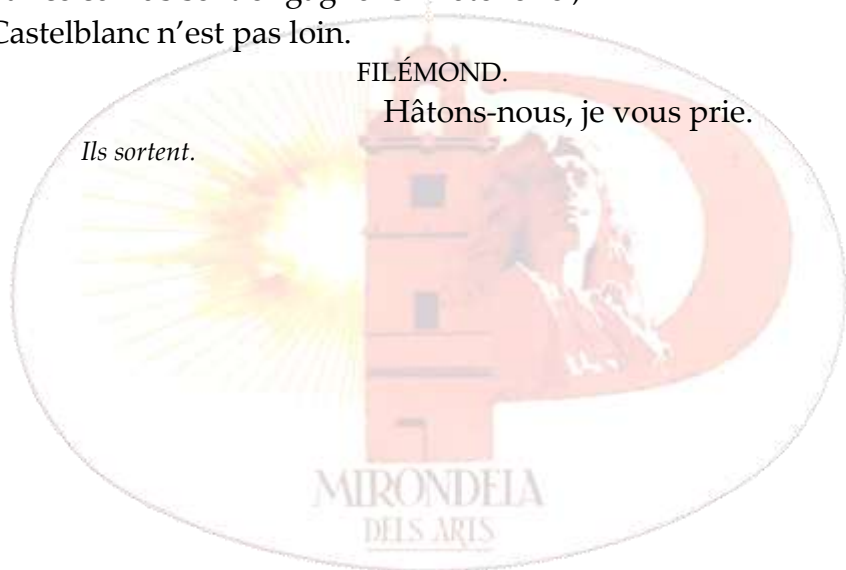 Castelblanc n’est pas loin.
FILÉMOND.
Hâtons-nous, je vous prie.
Ils sortent.
MIRONDELA
DELS ARTS